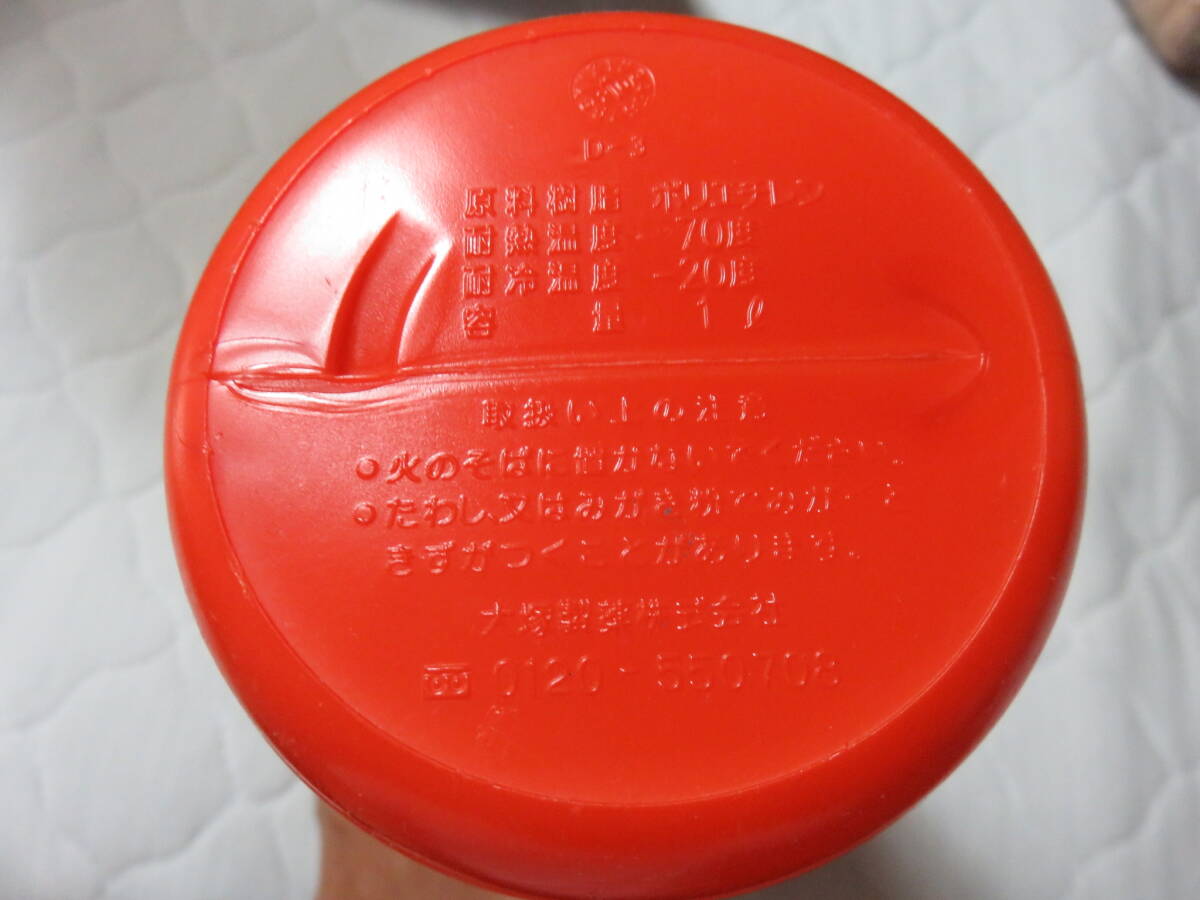 D-3
原料樹脂 ポリエチレン
耐熱温度 70度
耐冷温度 -20度
容量 1ℓ
取扱い上の注意
●火のそばに置かないでください。
●たわし又はみがき粉でみがくと
きずがつくことがあります。
大塚製薬株式会社
0120-550708